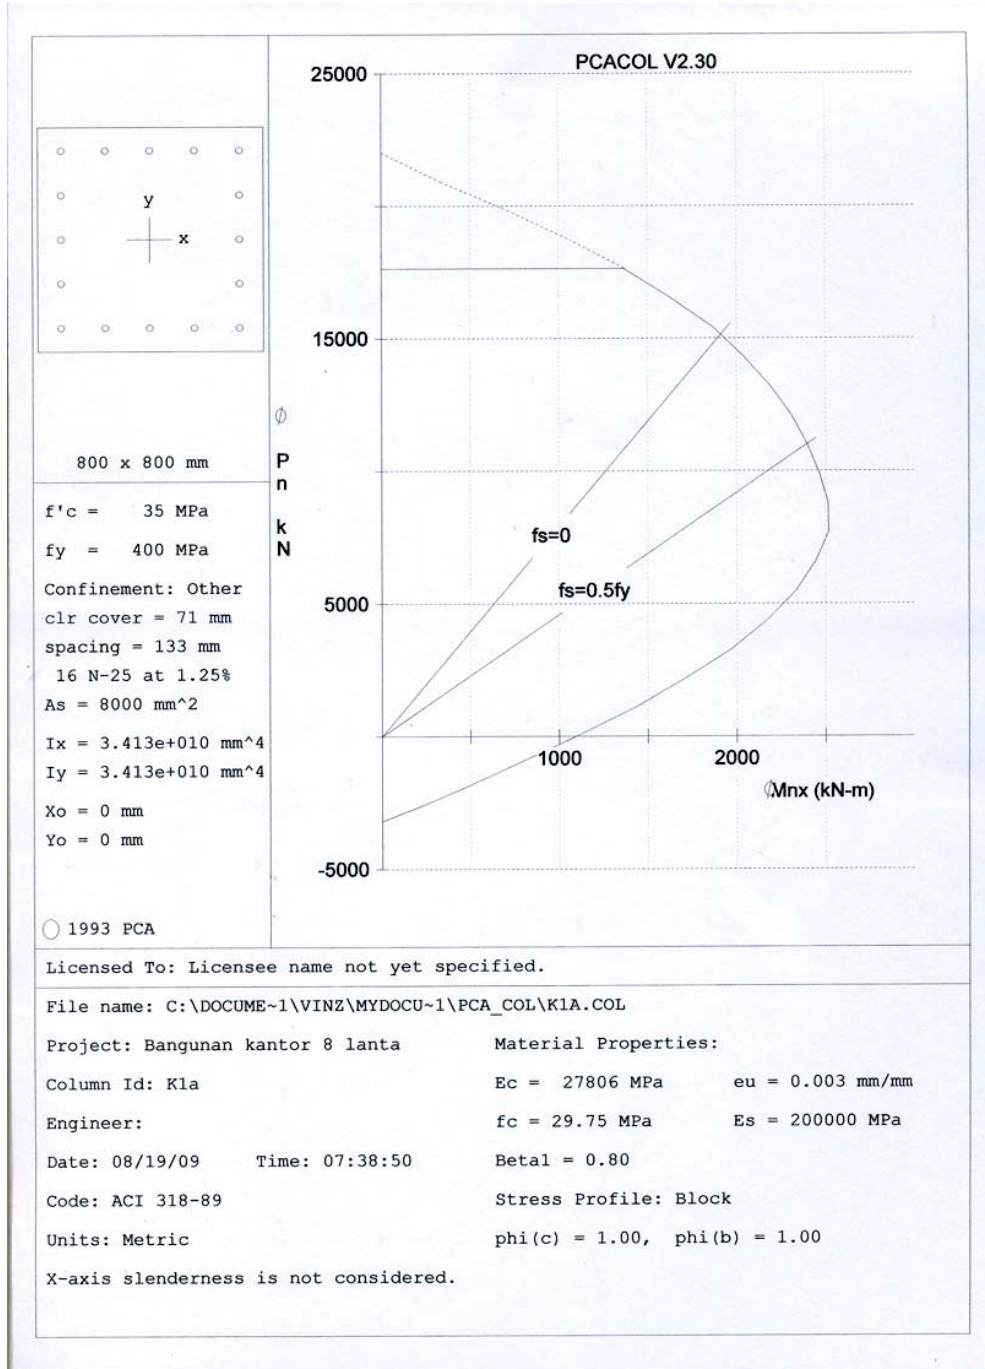 PCACOL V2.30
25000
15000
5000
-5000
1000
2000
ϕ
P
n
k
N
fs=0
fs=0.5fy
ϕMnx (kN-m)
y
x
800 x 800 mm
f'c = 35 MPa
fy = 400 MPa
Confinement: Other
clr cover = 71 mm
spacing = 133 mm
16 N-25 at 1.25%
As = 8000 mm^2
Ix = 3.413e+010 mm^4
Iy = 3.413e+010 mm^4
Xo = 0 mm
Yo = 0 mm
1993 PCA
Licensed To: Licensee name not yet specified.
File name: C:\DOCUME~1\VINZ\MYDOCU~1\PCA_COL\K1A.COL
Project: Bangunan kantor 8 lanta
Column Id: K1a
Engineer:
Date: 08/19/09 Time: 07:38:50
Code: ACI 318-89
Units: Metric
X-axis slenderness is not considered.
Material Properties:
Ec = 27806 MPa eu = 0.003 mm/mm
fc = 29.75 MPa Es = 200000 MPa
Beta1 = 0.80
Stress Profile: Block
phi(c) = 1.00, phi(b) = 1.00